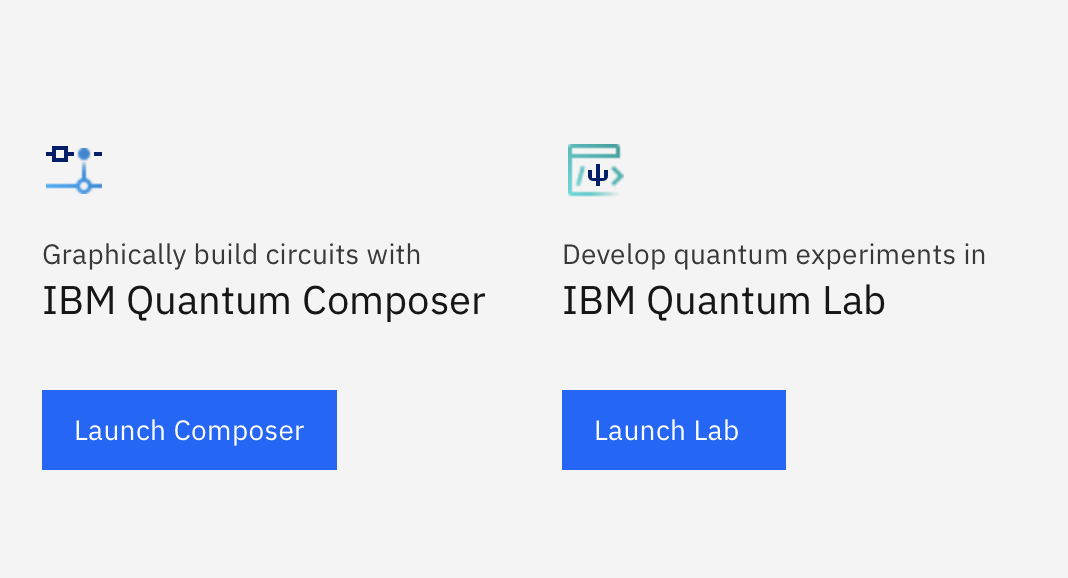 Graphically build circuits with
IBM Quantum Composer
Launch Composer
Develop quantum experiments in
IBM Quantum Lab
Launch Lab